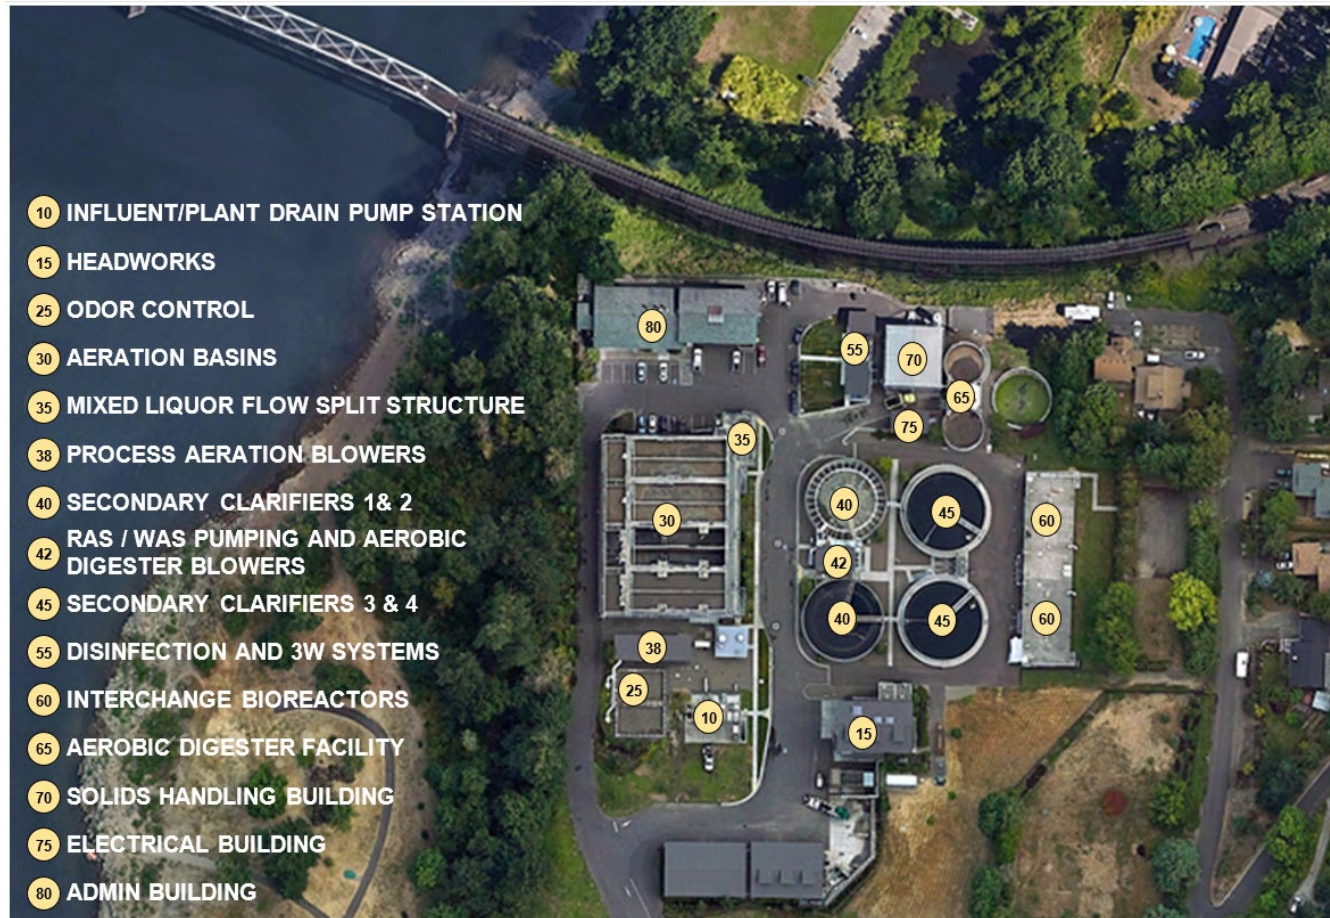 10 INFLUENT/PLANT DRAIN PUMP STATION
15 HEADWORKS
25 ODOR CONTROL
30 AERATION BASINS
35 MIXED LIQUOR FLOW SPLIT STRUCTURE
38 PROCESS AERATION BLOWERS
40 SECONDARY CLARIFIERS 1& 2
42 RAS / WAS PUMPING AND AEROBIC
DIGESTER BLOWERS
45 SECONDARY CLARIFIERS 3 & 4
55 DISINFECTION AND 3W SYSTEMS
60 INTERCHANGE BIOREACTORS
65 AEROBIC DIGESTER FACILITY
70 SOLIDS HANDLING BUILDING
75 ELECTRICAL BUILDING
80 ADMIN BUILDING
80
55
70
65
75
35
40
45
30
60
42
40
45
60
38
25
10
15